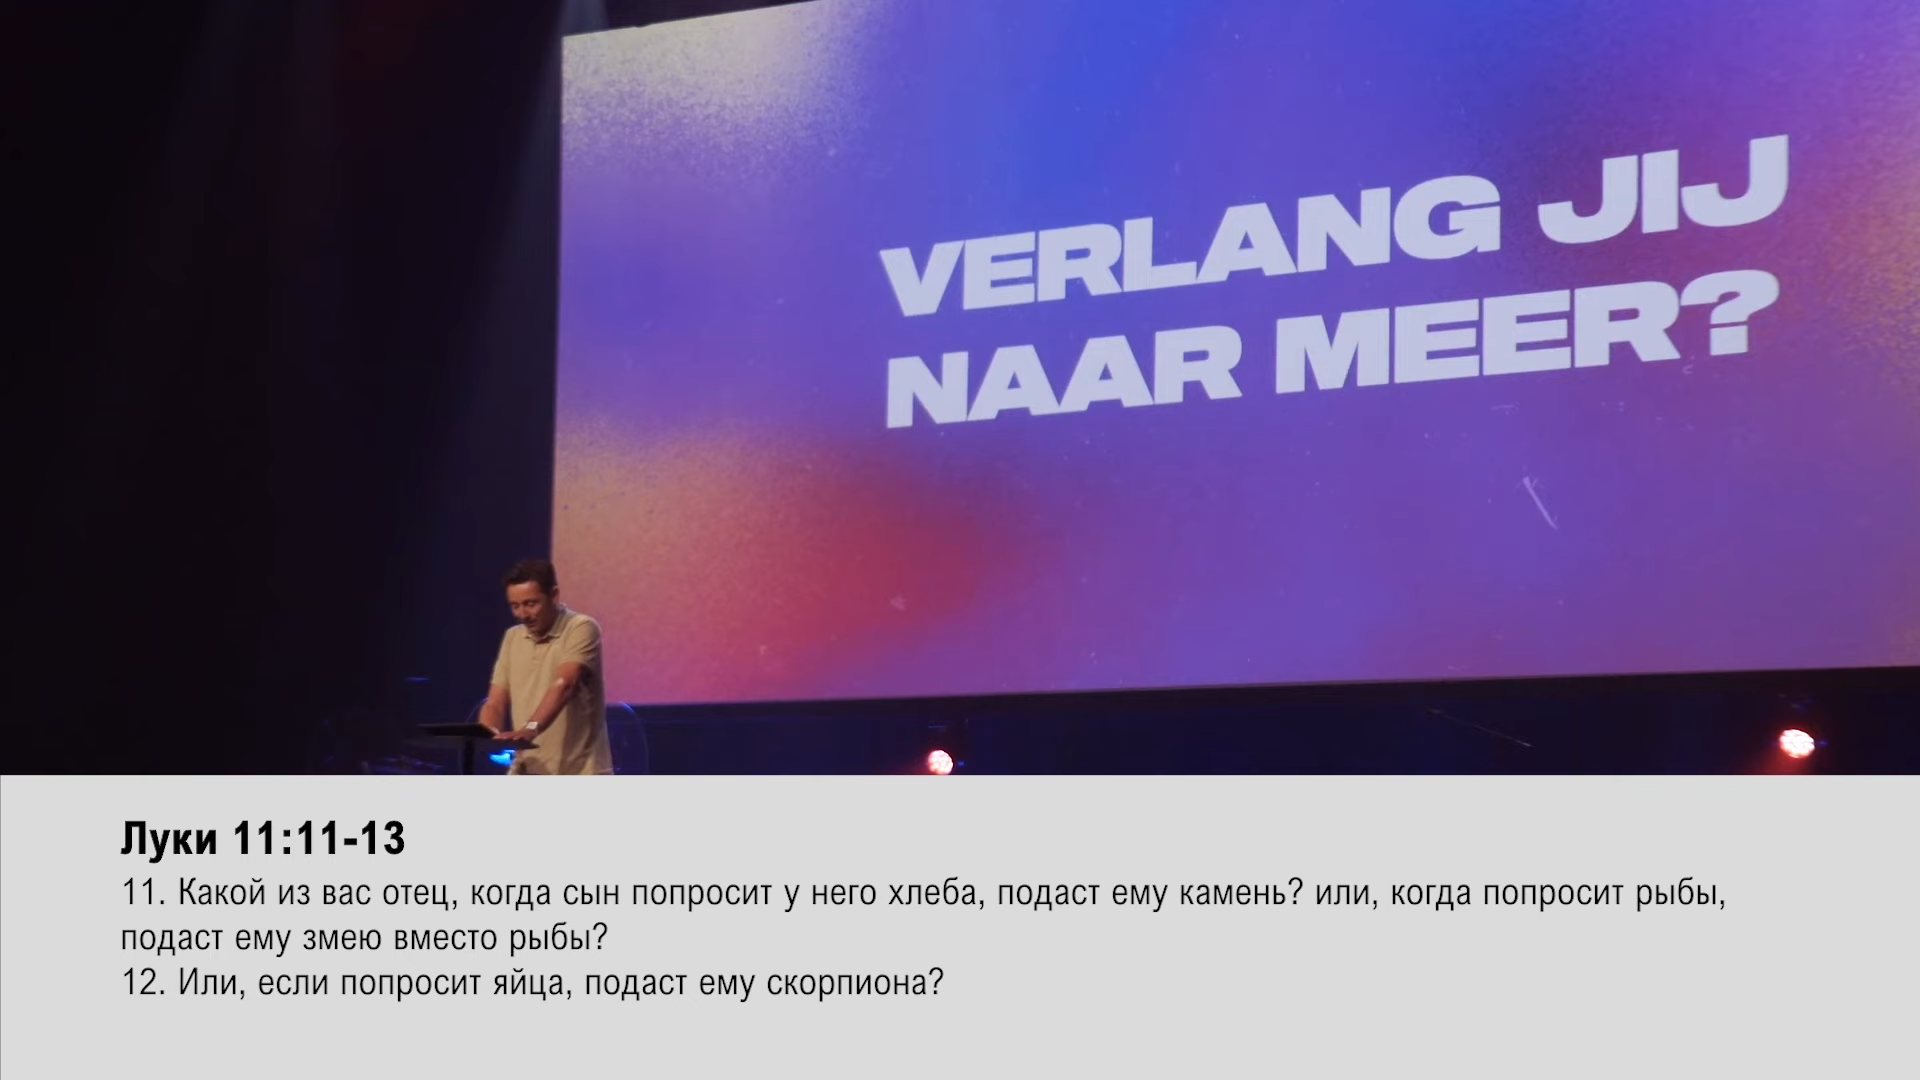 VERLANG JIJ
NAAR MEER?
Луки 11:11-13
11. Какой из вас отец, когда сын попросит у него хлеба, подаст ему камень? или, когда попросит рыбы,
подаст ему змею вместо рыбы?
12. Или, если попросит яйца, подаст ему скорпиона?